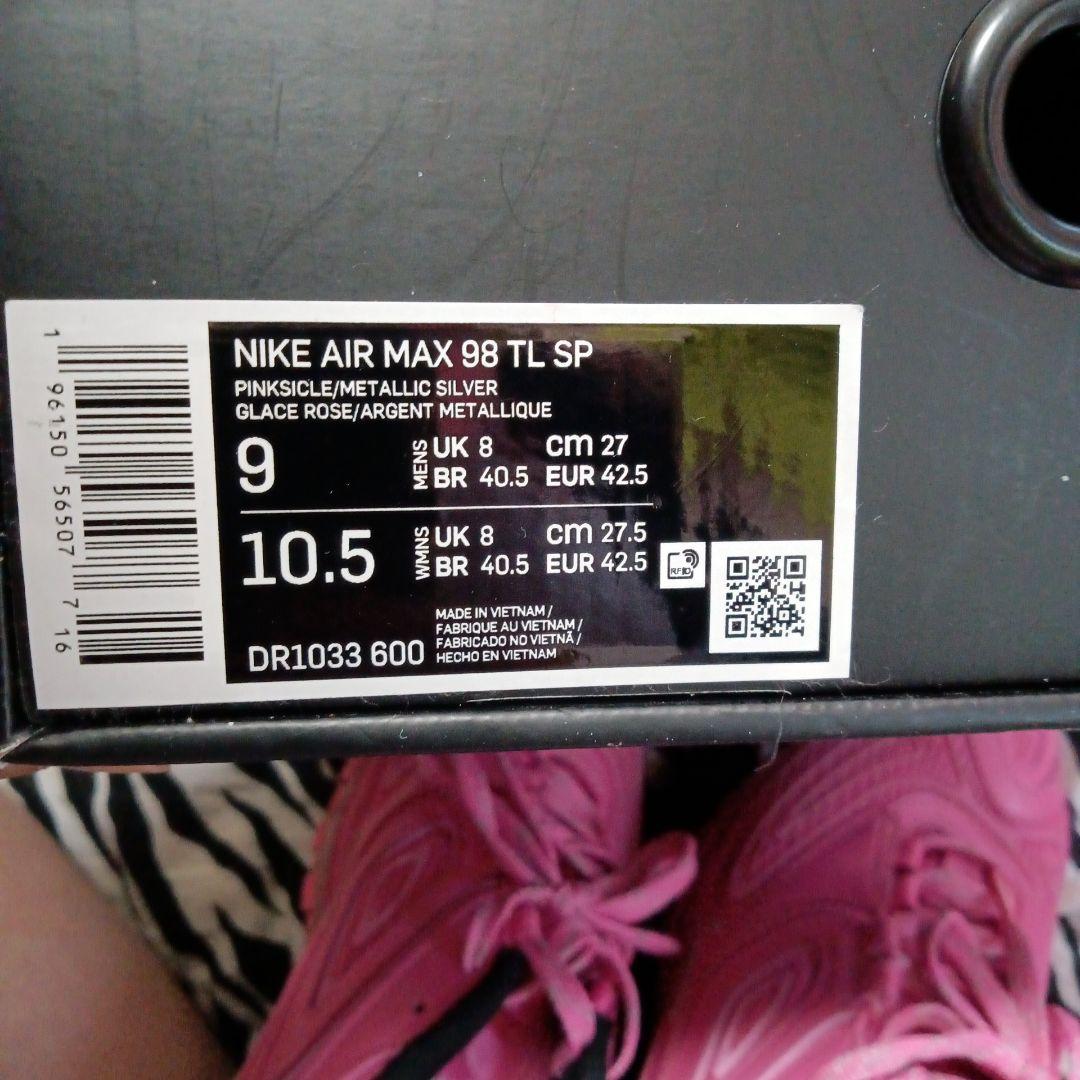 NIKE AIR MAX 98 TL SP
PINKSICLE/METALLIC SILVER
GLACE ROSE/ARGENT METALLIQUE
9
MENS
UK 8 cm 27
BR 40.5 EUR 42.5
10.5
WMNS
UK 8 cm 27.5
BR 40.5 EUR 42.5
MADE IN VIETNAM /
FABRIQUE AU VIETNAM /
FABRICADO NO VIETNÃ /
HECHO EN VIETNAM
DR1033 600
RFID
1 96150 56507 7 16